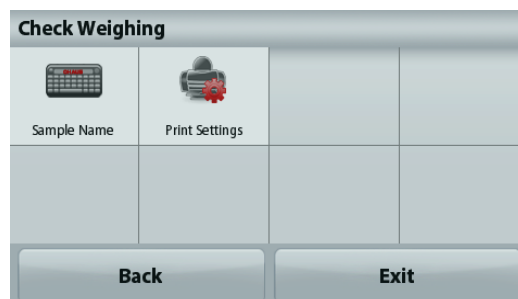 Check Weighing
Sample Name
Print Settings
Back
Exit